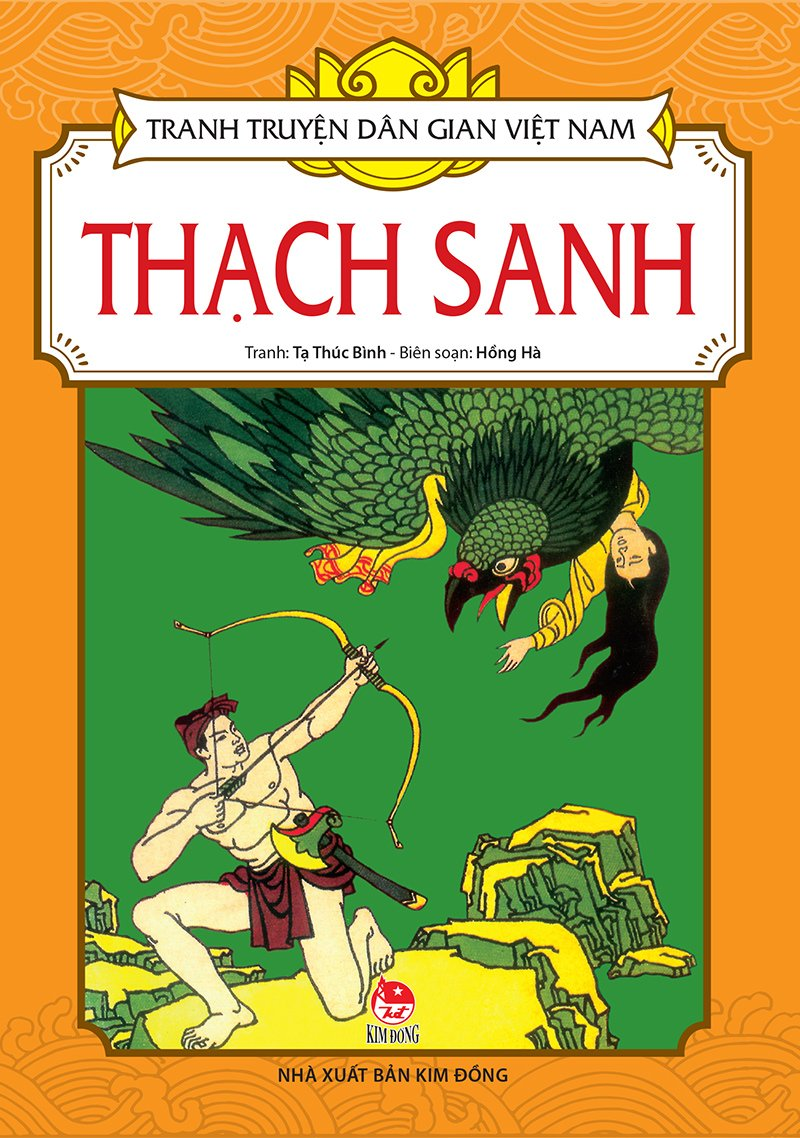 TRANH TRUYỆN DÂN GIAN VIỆT NAM
THẠCH SANH
Tranh: Tạ Thúc Bình - Biên soạn: Hồng Hà
KIM ĐỒNG
NHÀ XUẤT BẢN KIM ĐỒNG